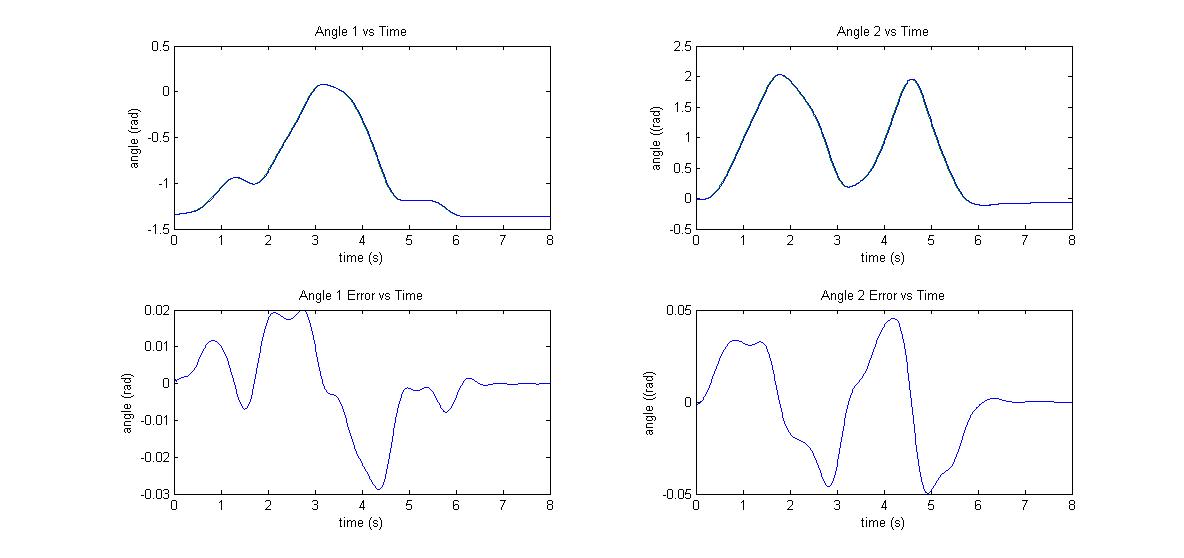 Angle 1 vs Time
0.5
0
-0.5
-1
-1.5
angle (rad)
0 1 2 3 4 5 6 7 8
time (s)
Angle 2 vs Time
2.5
2
1.5
1
0.5
0
-0.5
angle ((rad)
0 1 2 3 4 5 6 7 8
time (s)
Angle 1 Error vs Time
0.02
0.01
0
-0.01
-0.02
-0.03
angle (rad)
0 1 2 3 4 5 6 7 8
time (s)
Angle 2 Error vs Time
0.05
0
-0.05
angle ((rad)
0 1 2 3 4 5 6 7 8
time (s)